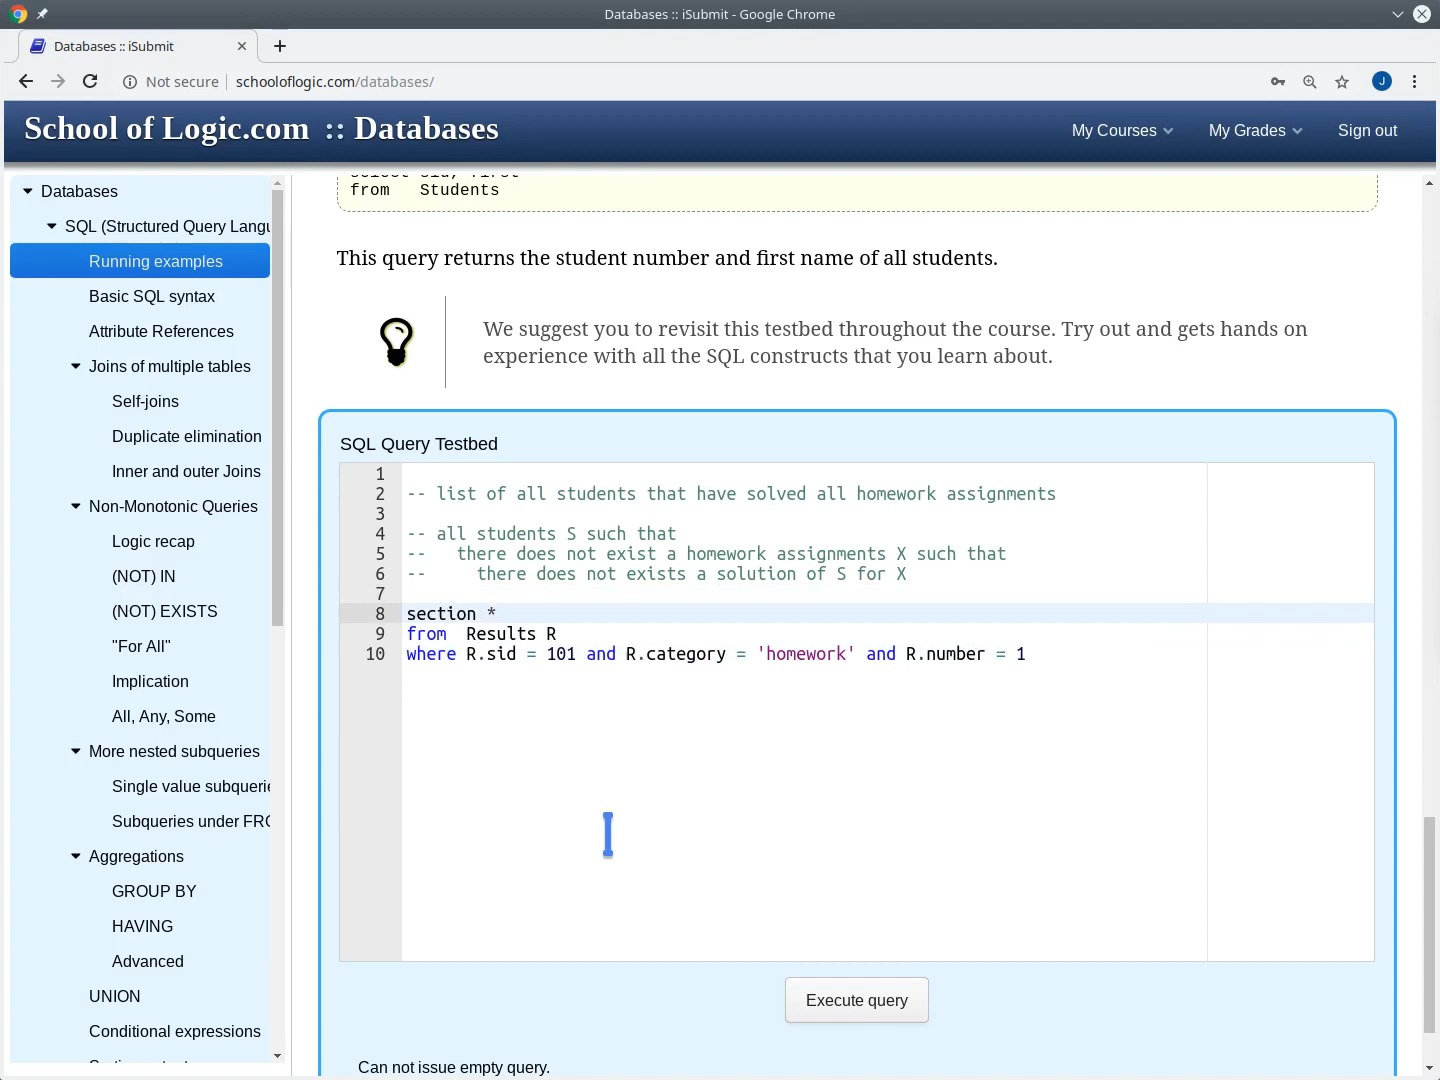 Databases :: iSubmit - Google Chrome
Databases :: iSubmit
Not secure
schooloflogic.com/databases/
J
School of Logic.com :: Databases
My Courses
My Grades
Sign out
Databases
SQL (Structured Query Langu
Running examples
Basic SQL syntax
Attribute References
Joins of multiple tables
Self-joins
Duplicate elimination
Inner and outer Joins
Non-Monotonic Queries
Logic recap
(NOT) IN
(NOT) EXISTS
"For All"
Implication
All, Any, Some
More nested subqueries
Single value subquerie
Subqueries under FRO
Aggregations
GROUP BY
HAVING
Advanced
UNION
Conditional expressions
from Students
This query returns the student number and first name of all students.
We suggest you to revisit this testbed throughout the course. Try out and gets hands on
experience with all the SQL constructs that you learn about.
SQL Query Testbed
1
2 -- list of all students that have solved all homework assignments
3
4 -- all students S such that
5 -- there does not exist a homework assignments X such that
6 -- there does not exists a solution of S for X
7
8 section *
9 from Results R
10 where R.sid = 101 and R.category = 'homework' and R.number = 1
Execute query
Can not issue empty query.